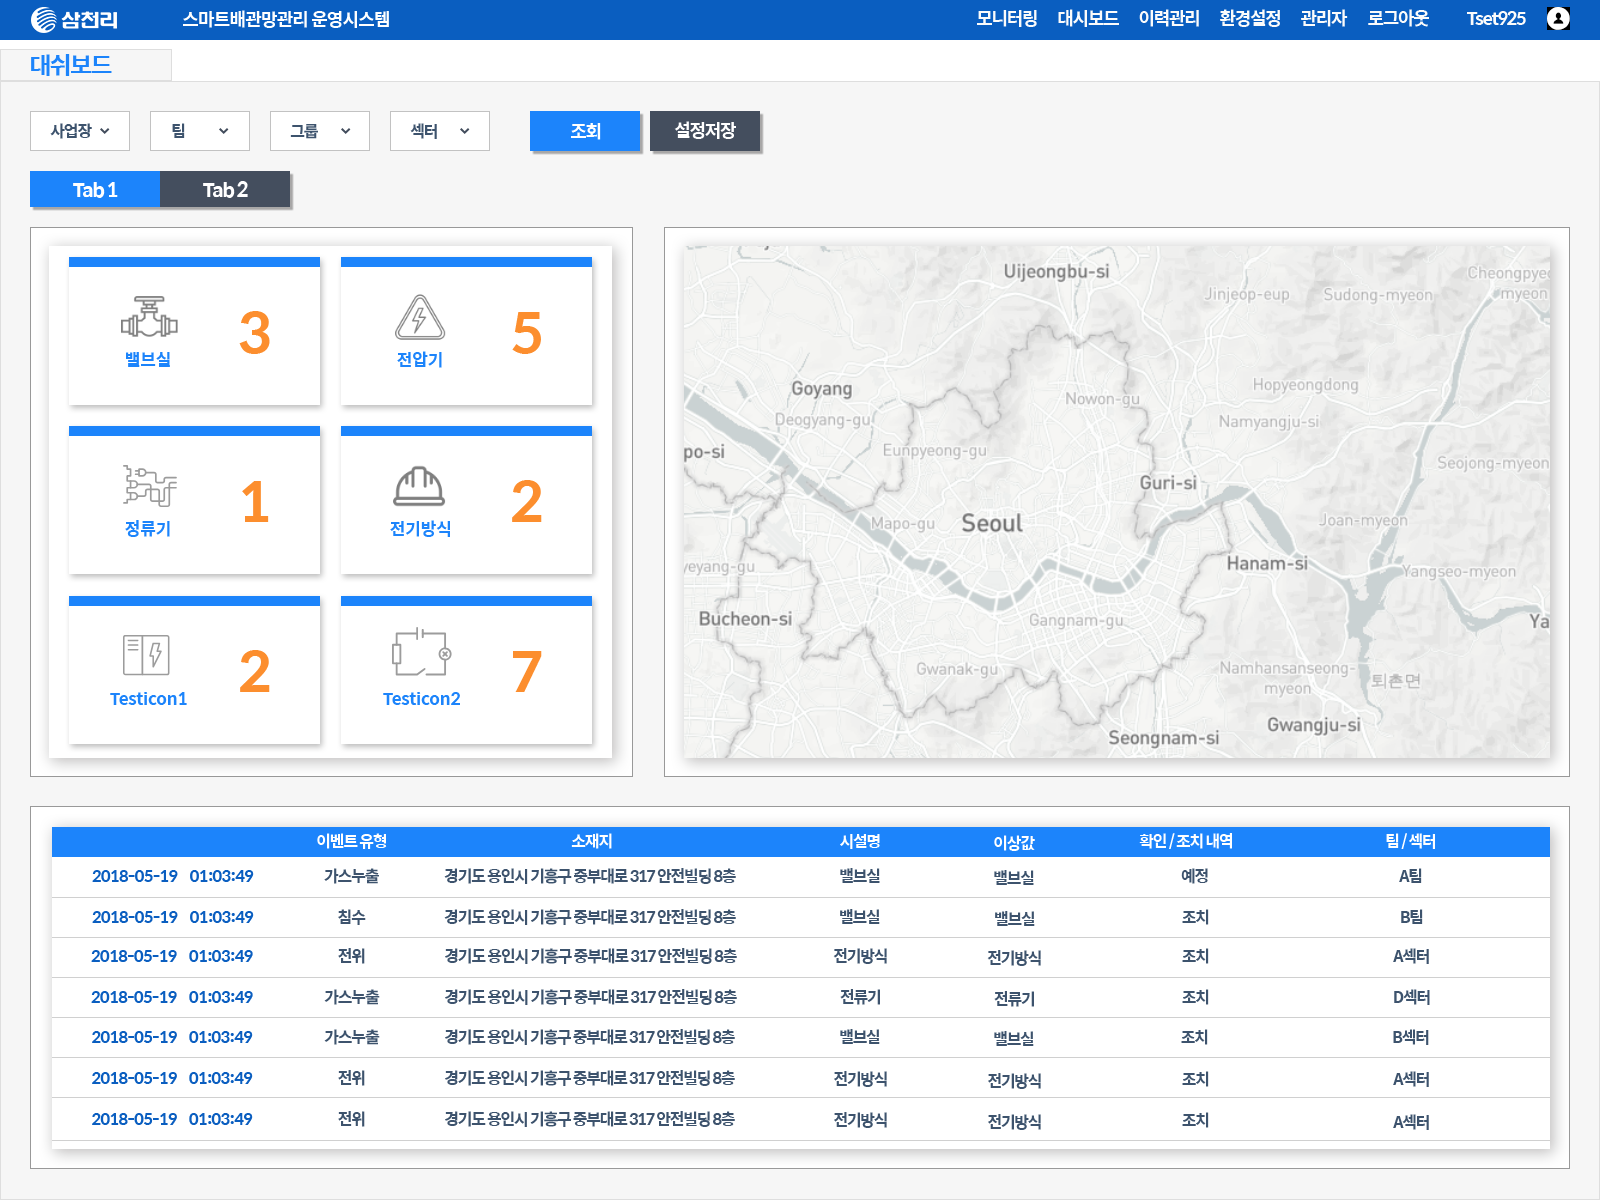 삼천리 스마트배관망관리 운영시스템 모니터링 대시보드 이력관리 환경설정 관리자 로그아웃 Tset925
대쉬보드
사업장 팀 그룹 섹터 조회 설정저장
Tab 1 Tab 2
밸브실 3
전압기 5
정류기 1
전기방식 2
Testicon1 2
Testicon2 7
Uijeongbu-si
Cheongpyeo
myeon
Jinjeop-eup
Sudong-myeon
Goyang
Hopyeongdong
Nowon-gu
Deogyang-gu
Namyangju-si
po-si
Eunpyeong-gu
Seojong-myeon
Guri-si
Mapo-gu
Seoul
Joan-myeon
yeyang-gu
Hanam-si
Yangseo-myeon
Bucheon-si
Gangnam-gu
Ya
Gwanak-gu
Namhansanseong-
myeon
퇴촌면
Gwangju-si
Seongnam-si
이벤트 유형 소재지 시설명 이상값 확인 / 조치 내역 팀 / 섹터
2018-05-19 01:03:49 가스누출 경기도 용인시 기흥구 중부대로 317 안전빌딩 8층 밸브실 밸브실 예정 A팀
2018-05-19 01:03:49 침수 경기도 용인시 기흥구 중부대로 317 안전빌딩 8층 밸브실 밸브실 조치 B팀
2018-05-19 01:03:49 전위 경기도 용인시 기흥구 중부대로 317 안전빌딩 8층 전기방식 전기방식 조치 A섹터
2018-05-19 01:03:49 가스누출 경기도 용인시 기흥구 중부대로 317 안전빌딩 8층 전류기 전류기 조치 D섹터
2018-05-19 01:03:49 가스누출 경기도 용인시 기흥구 중부대로 317 안전빌딩 8층 밸브실 밸브실 조치 B섹터
2018-05-19 01:03:49 전위 경기도 용인시 기흥구 중부대로 317 안전빌딩 8층 전기방식 전기방식 조치 A섹터
2018-05-19 01:03:49 전위 경기도 용인시 기흥구 중부대로 317 안전빌딩 8층 전기방식 전기방식 조치 A섹터